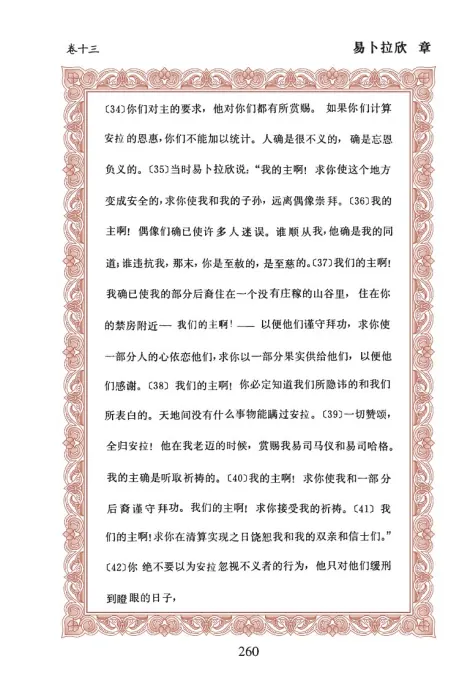 卷十三
易卜拉欣 章
(34)你们对主的要求，他对你们都有所赏赐。 如果你们计算
安拉的恩惠，你们不能加以统计。人确是很不义的， 确是忘恩
负义的。(35)当时易卜拉欣说：“我的主啊！ 求你使这个地方
变成安全的，求你使我和我的子孙，远离偶像崇拜。(36)我的
主啊！ 偶像们确已使许多人迷误。谁顺从我，他确是我的同
道；谁违抗我，那末，你是至赦的，是至慈的。(37)我们的主啊！
我确已使我的部分后裔住在一个没有庄稼的山谷里， 住在你
的禁房附近—— 我们的主啊！—— 以便他们谨守拜功，求你使
一部分人的心依恋他们，求你以一部分果实供给他们，以便他
们感谢。(38) 我们的主啊！ 你必定知道我们所隐讳的和我们
所表白的。天地间没有什么事物能瞒过安拉。(39)一切赞颂，
全归安拉！ 他在我老迈的时候，赏赐我易司马仪和易司哈格。
我的主确是听取祈祷的。(40)我的主啊！ 求你使我和一部分
后裔谨守拜功。我们的主啊！ 求你接受我的祈祷。(41) 我
们的主啊！求你在清算实现之日饶恕我和我的双亲和信士们。”
(42)你 绝不要以为安拉忽视不义者的行为，他只对他们缓刑
到瞪眼的日子，
260